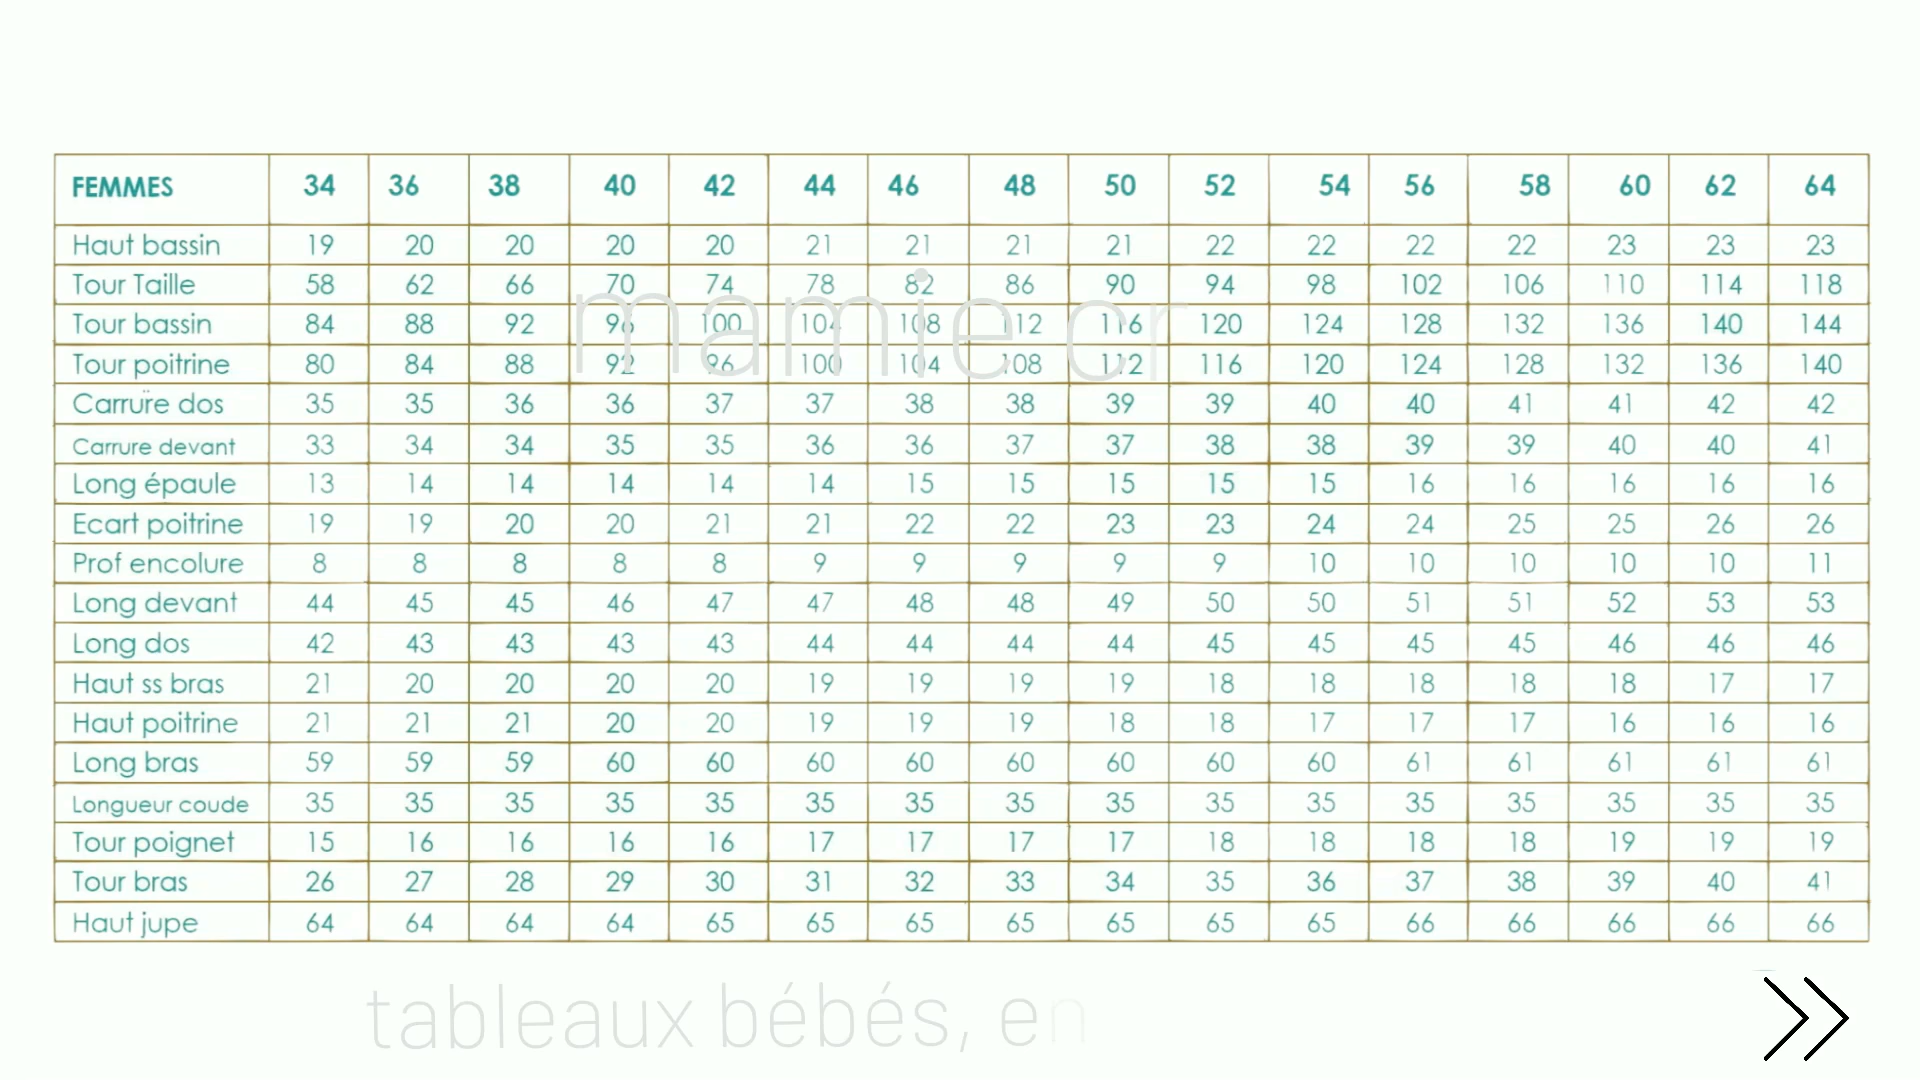 FEMMES 34 36 38 40 42 44 46 48 50 52 54 56 58 60 62 64
Haut bassin 19 20 20 20 20 21 21 21 21 22 22 22 22 23 23 23
Tour Taille 58 62 66 70 74 78 82 86 90 94 98 102 106 110 114 118
Tour bassin 84 88 92 96 100 104 108 112 116 120 124 128 132 136 140 144
mamie cr
Tour poitrine 80 84 88 92 96 100 104 108 112 116 120 124 128 132 136 140
Carrure dos 35 35 36 36 37 37 38 38 39 39 40 40 41 41 42 42
Carrure devant 33 34 34 35 35 36 36 37 37 38 38 39 39 40 40 41
Long épaule 13 14 14 14 14 14 15 15 15 15 15 16 16 16 16 16
Ecart poitrine 19 19 20 20 21 21 22 22 23 23 24 24 25 25 26 26
Prof encolure 8 8 8 8 8 9 9 9 9 9 10 10 10 10 10 11
Long devant 44 45 45 46 47 47 48 48 49 50 50 51 51 52 53 53
Long dos 42 43 43 43 43 44 44 44 44 45 45 45 45 46 46 46
Haut ss bras 21 20 20 20 20 19 19 19 19 18 18 18 18 18 17 17
Haut poitrine 21 21 21 20 20 19 19 19 18 18 17 17 17 16 16 16
Long bras 59 59 59 60 60 60 60 60 60 60 60 61 61 61 61 61
Longueur coude 35 35 35 35 35 35 35 35 35 35 35 35 35 35 35 35
Tour poignet 15 16 16 16 16 17 17 17 17 18 18 18 18 19 19 19
Tour bras 26 27 28 29 30 31 32 33 34 35 36 37 38 39 40 41
Haut jupe 64 64 64 64 65 65 65 65 65 65 65 66 66 66 66 66
tableaux bébés, en